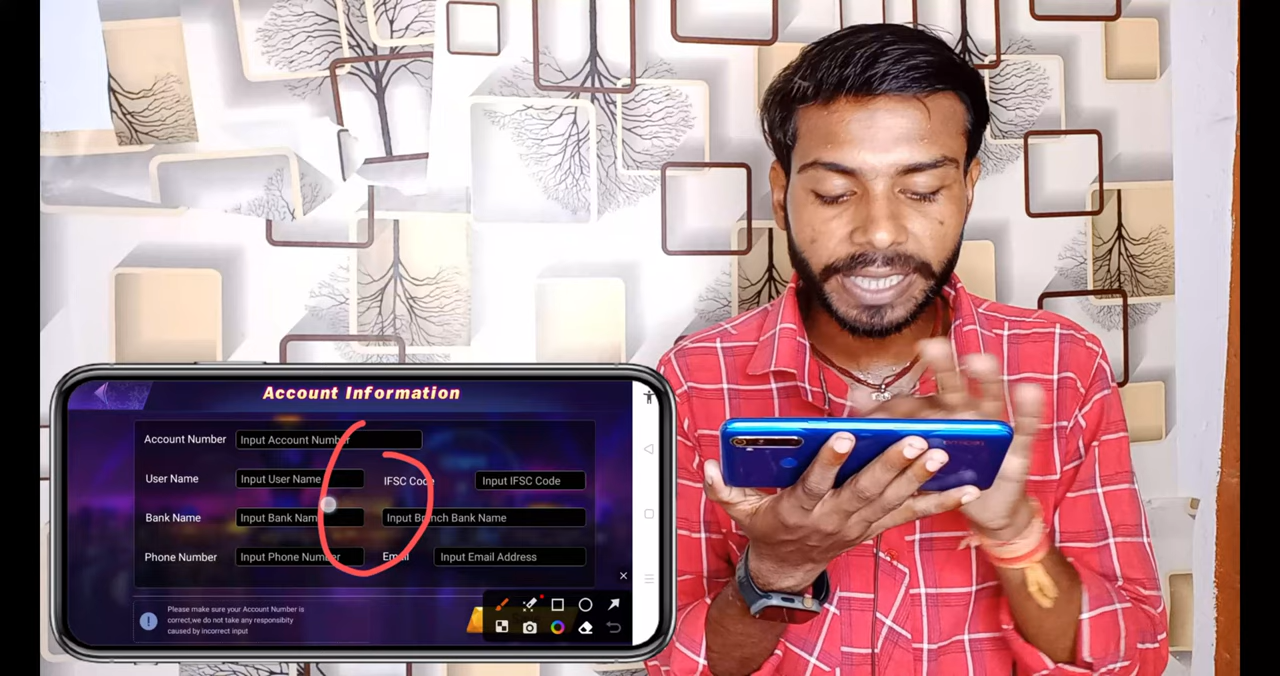 Account Information
Account Number Input Account Number
User Name Input User Name IFSC Code Input IFSC Code
Bank Name Input Bank Name Input Branch Bank Name
Phone Number Input Phone Number Email Input Email Address
Please make sure your Account Number is
correct,we do not take any responsibity
caused by incorrect input